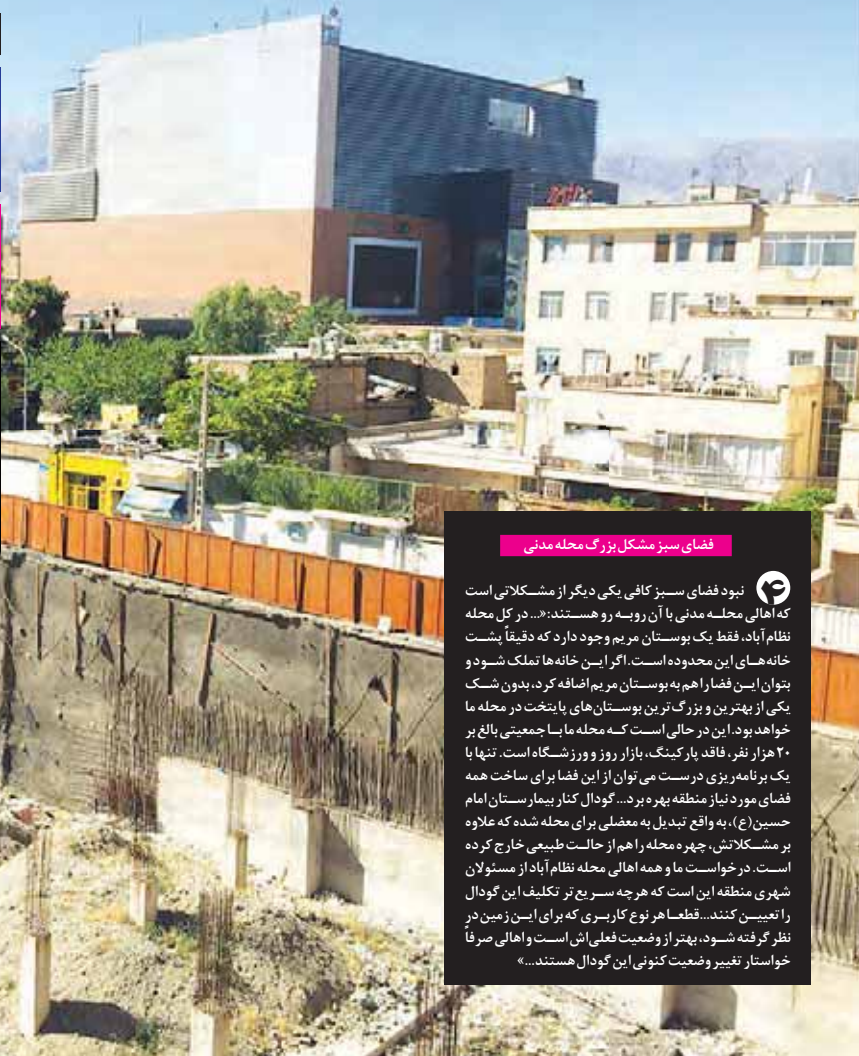 فضای سبز مشکل بزرگ محله مدنی
۴
نبود فضای سبز کافی یکی دیگر از مشکلاتی است
که اهالی محله مدنی با آن روبه رو هستند: «... در کل محله
نظام‌آباد، فقط یک بوستان مریم وجود دارد که دقیقاً پشت
خانه‌های این محدوده است. اگر این خانه‌ها تملک شود و
بتوان این فضا را هم به بوستان مریم اضافه کرد، بدون شک
یکی از بهترین و بزرگ‌ترین بوستان‌های پایتخت در محله ما
خواهد بود. این در حالی است که محله ما با جمعیتی بالغ بر
۲۰ هزار نفر، فاقد پارکینگ، بازار روز و ورزشگاه است. تنها با
یک برنامه‌ریزی درست می توان از این فضا برای ساخت همه
فضای مورد نیاز منطقه بهره برد... گودال کنار بیمارستان امام
حسین(ع)، به واقع تبدیل به معضلی برای محله شده که علاوه
بر مشکلاتش، چهره محله را هم از حالت طبیعی خارج کرده
است. درخواست ما و همه اهالی محله نظام‌آباد از مسئولان
شهری منطقه این است که هرچه سریع تر تکلیف این گودال
را تعیین کنند... قطعا هر نوع کاربری که برای این زمین در
نظر گرفته شود، بهتر از وضعیت فعلی‌اش است و اهالی صرفاً
خواستار تغییر وضعیت کنونی این گودال هستند...»